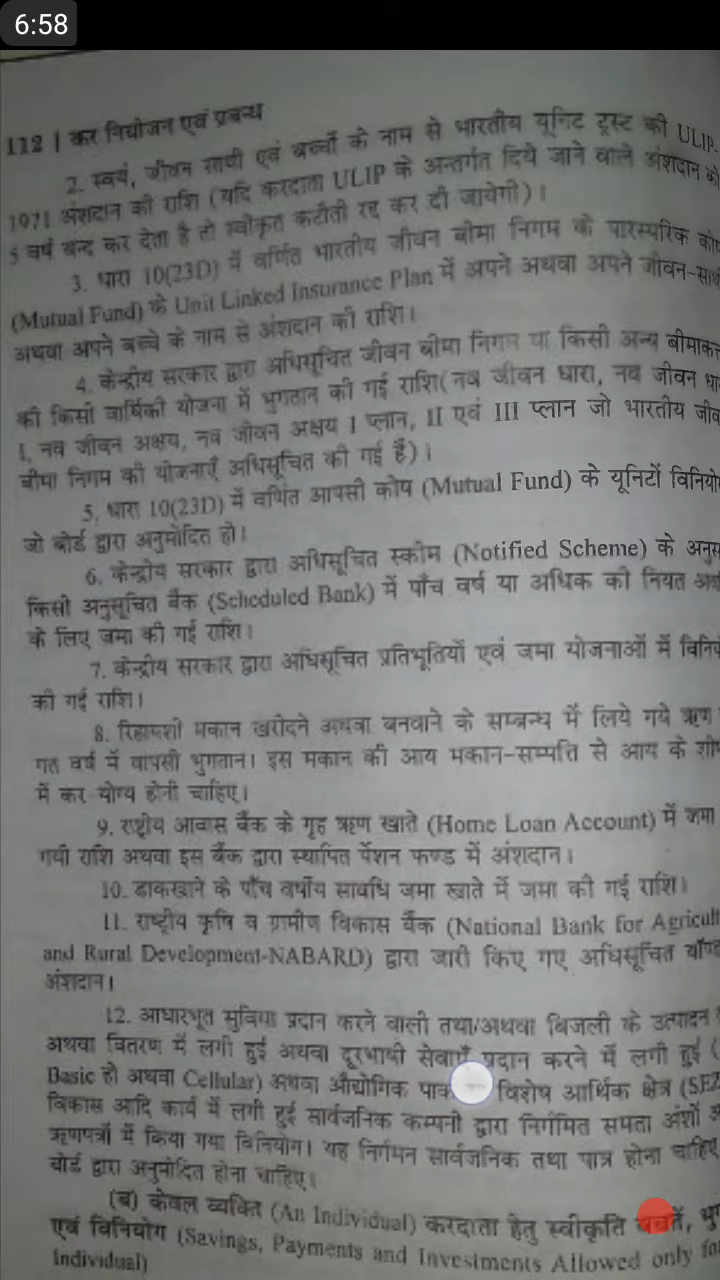 6:58
112 | कर नियोजन एवं प्रबन्ध
2. स्वयं, जीवन साथी एवं बच्चों के नाम से भारतीय यूनिट ट्रस्ट की ULIP.
1971 अंशदान की राशि (यदि करदाता ULIP के अन्तर्गत दिये जाने वाले अंशदान को
5 वर्ष बन्द कर देता है तो स्वीकृत कटौती रद्द कर दी जायेगी)।
3. धारा 10(23D) में वर्णित भारतीय जीवन बीमा निगम के पारस्परिक
(Mutual Fund) के Unit Linked Insurance Plan में अपने अथवा अपने जीवन-
अथवा अपने बच्चे के नाम से अंशदान की राशि।
4. केन्द्रीय सरकार द्वारा अधिसूचित जीवन बीमा निगम या किसी अन्य
की किसी वार्षिकी योजना में भुगतान की गई राशि(नव जीवन धारा, नव जीवन
I, नव जीवन अक्षय, नव जीवन अक्षय I प्लान, II एवं III प्लान जो भारतीय
बीमा निगम की योजनाएँ अधिसूचित की गई हैं)।
5. धारा 10(23D) में वर्णित आपसी कोष (Mutual Fund) के यूनिटों
जो बोर्ड द्वारा अनुमोदित हो।
6. केन्द्रीय सरकार द्वारा अधिसूचित स्कीम (Notified Scheme) के
किसी अनुसूचित बैंक (Scheduled Bank) में पाँच वर्ष या अधिक की नियत
के लिए जमा की गई राशि।
7. केन्द्रीय सरकार द्वारा अधिसूचित प्रतिभूतियों एवं जमा योजनाओं में
की गई राशि।
8. रिहायशी मकान खरीदने अथवा बनवाने के सम्बन्ध में लिये गये ऋण
गत वर्ष में वापसी भुगतान। इस मकान की आय मकान-सम्पत्ति से आय के
में कर-योग्य होनी चाहिए।
9. राष्ट्रीय आवास बैंक के गृह ऋण खाते (Home Loan Account) में जमा
गयी राशि अथवा इस बैंक द्वारा स्थापित पेंशन फण्ड में अंशदान।
10. डाकखाने के पाँच वर्षीय सावधि जमा खाते में जमा की गई राशि।
11. राष्ट्रीय कृषि व ग्रामीण विकास बैंक (National Bank for
and Rural Development-NABARD) द्वारा जारी किए गए अधिसूचित
अंशदान।
12. आधारभूत सुविधा प्रदान करने वाली तथा/अथवा बिजली के उत्पादन
अथवा वितरण में लगी हुई अथवा दूरभाषी सेवाएँ प्रदान करने में लगी हुई (
Basic हो अथवा Cellular) अथवा औद्योगिक विशेष आर्थिक क्षेत्र (SEZ
विकास आदि कार्य में लगी हुई सार्वजनिक कम्पनी द्वारा निर्गमित समता अंशों
ऋणपत्रों में किया गया विनियोग। यह निर्गमन सार्वजनिक तथा पात्र होना चाहिए
बोर्ड द्वारा अनुमोदित होना चाहिए।
(ब) केवल व्यक्ति (An Individual) करदाता हेतु स्वीकृति बचतें,
एवं विनियोग (Savings, Payments and Investments Allowed only
Individual)